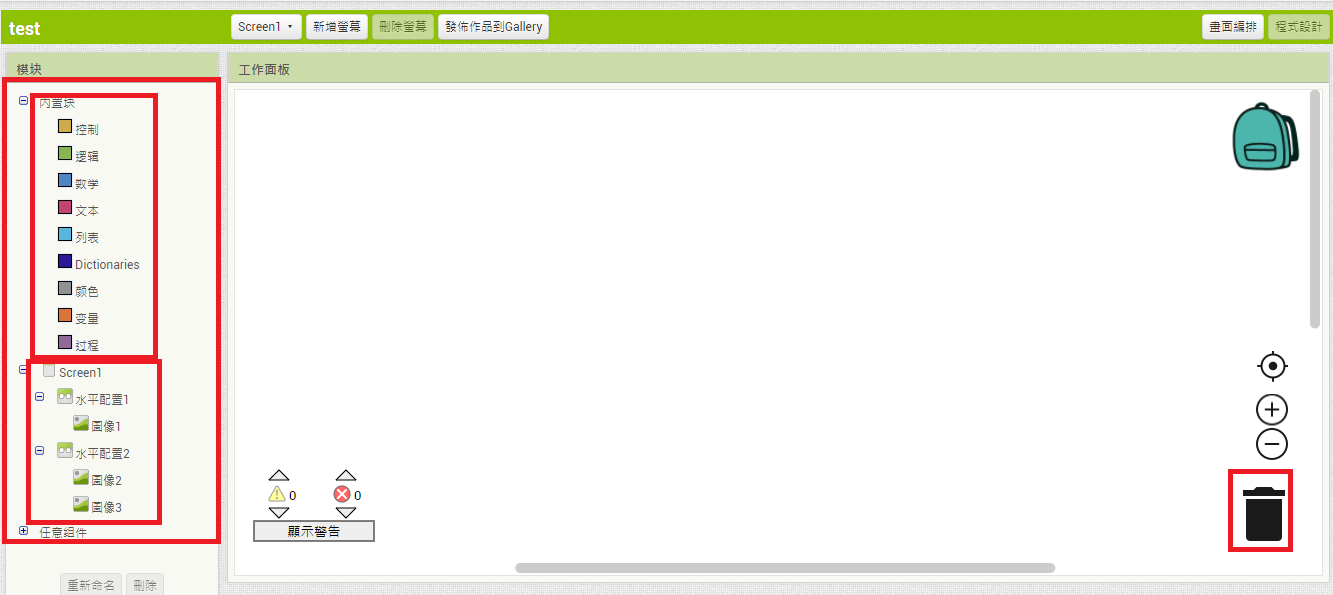 test
Screen1
新增螢幕
刪除螢幕
發佈作品到Gallery
畫面編排
程式設計
模块
工作面板
內置块
控制
逻辑
数学
文本
列表
Dictionaries
颜色
变量
过程
Screen1
水平配置1
圖像1
水平配置2
圖像2
圖像3
任意组件
重新命名
刪除
0
0
顯示警告